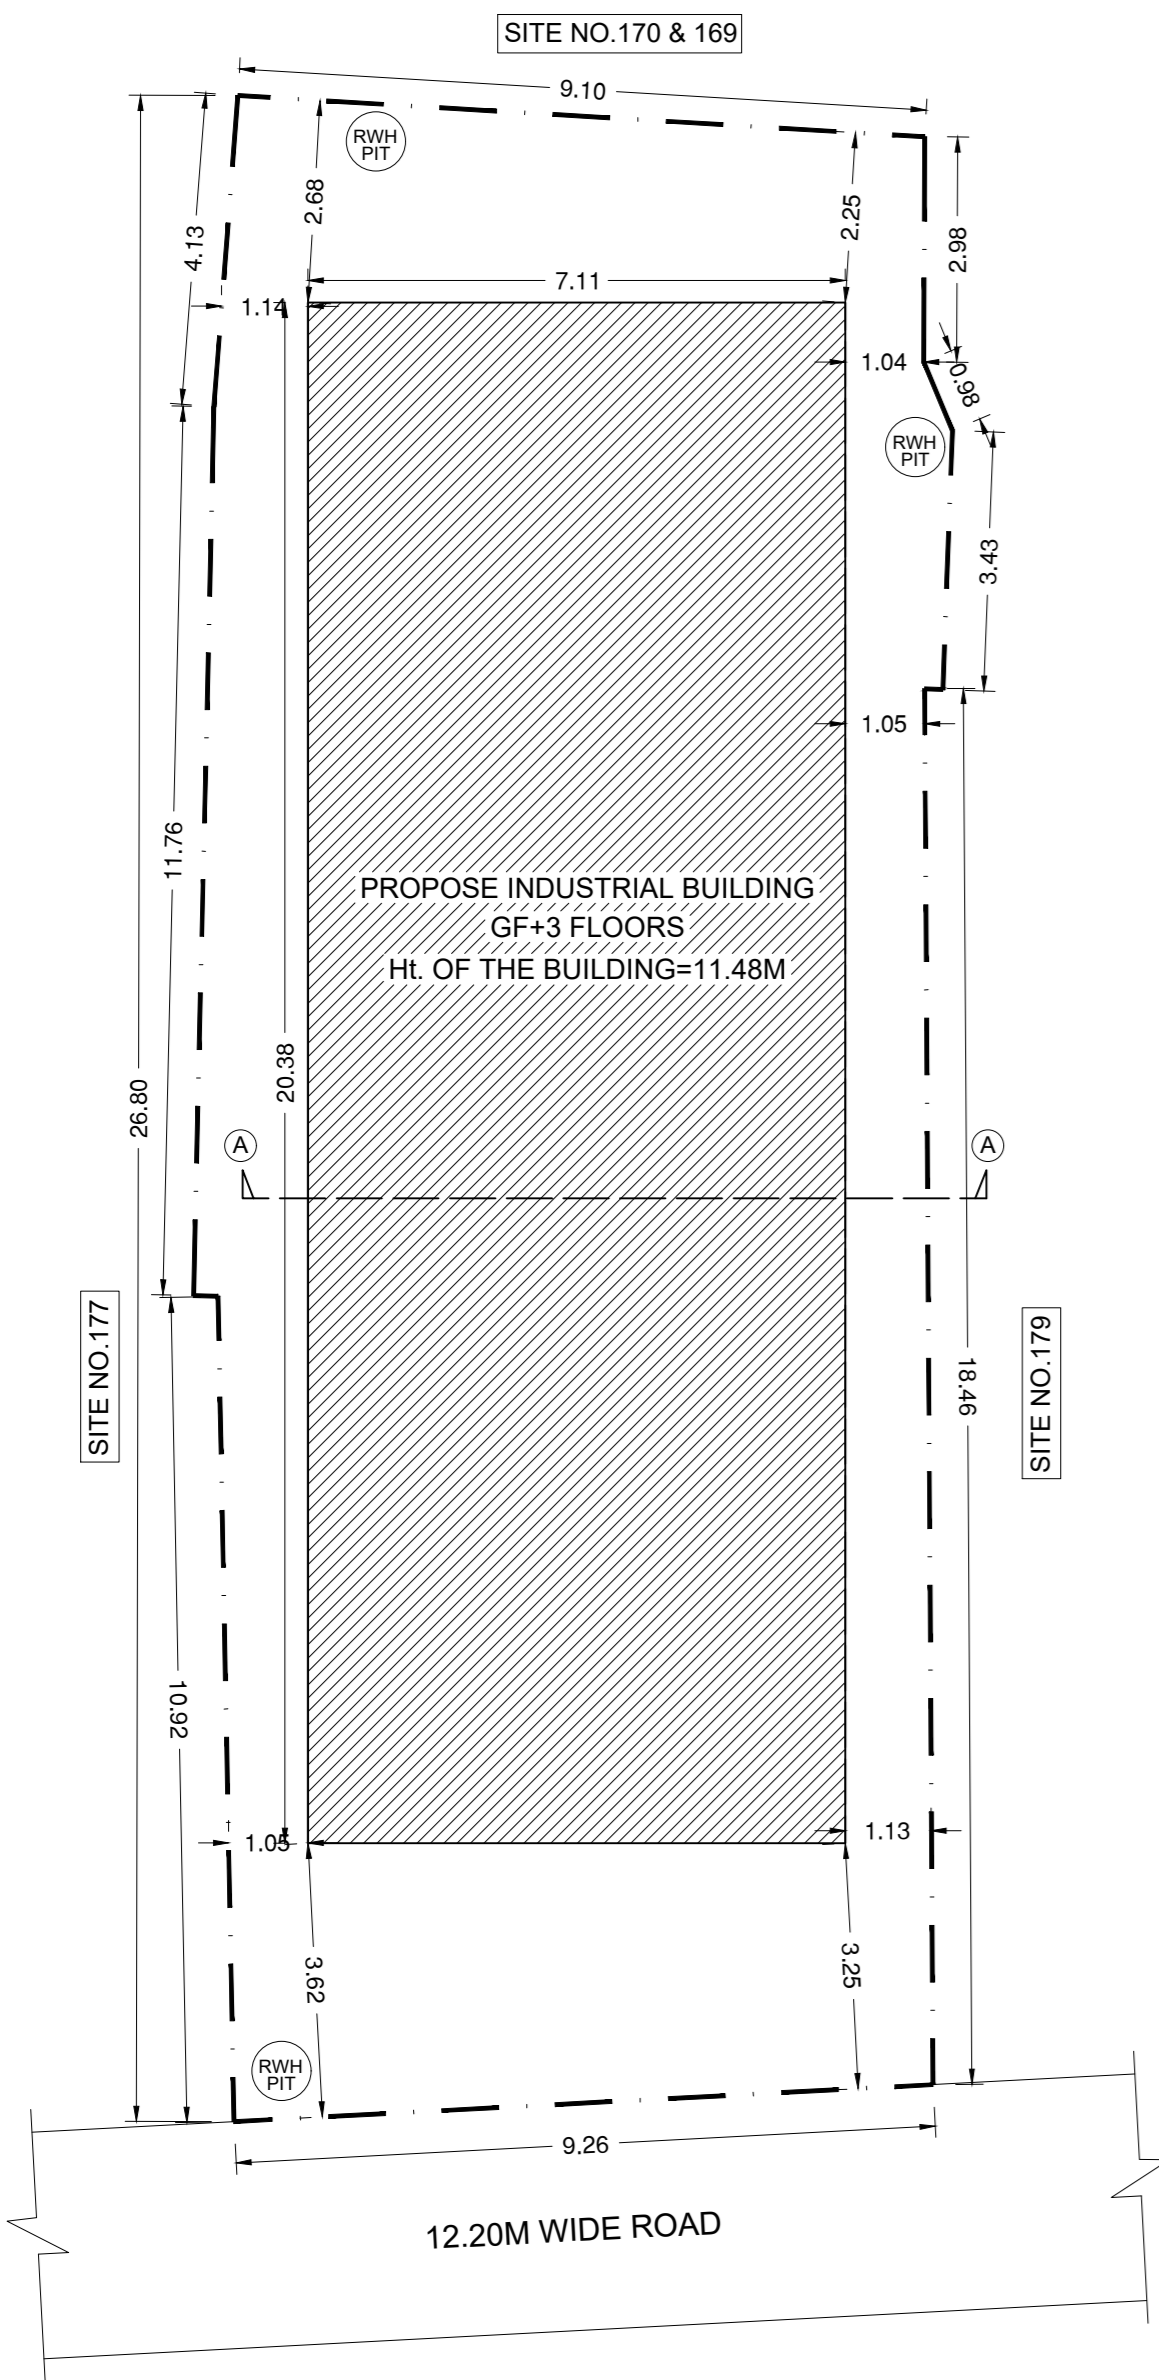 SITE NO.170 & 169
9.10
RWH
PIT
2.68
2.25
2.98
4.13
7.11
1.14
1.04
0.98
RWH
PIT
3.43
1.05
11.76
PROPOSE INDUSTRIAL BUILDING
GF+3 FLOORS
Ht. OF THE BUILDING=11.48M
20.38
26.80
A
A
SITE NO.177
SITE NO.179
18.46
10.92
1.05
1.13
3.62
3.25
RWH
PIT
9.26
12.20M WIDE ROAD